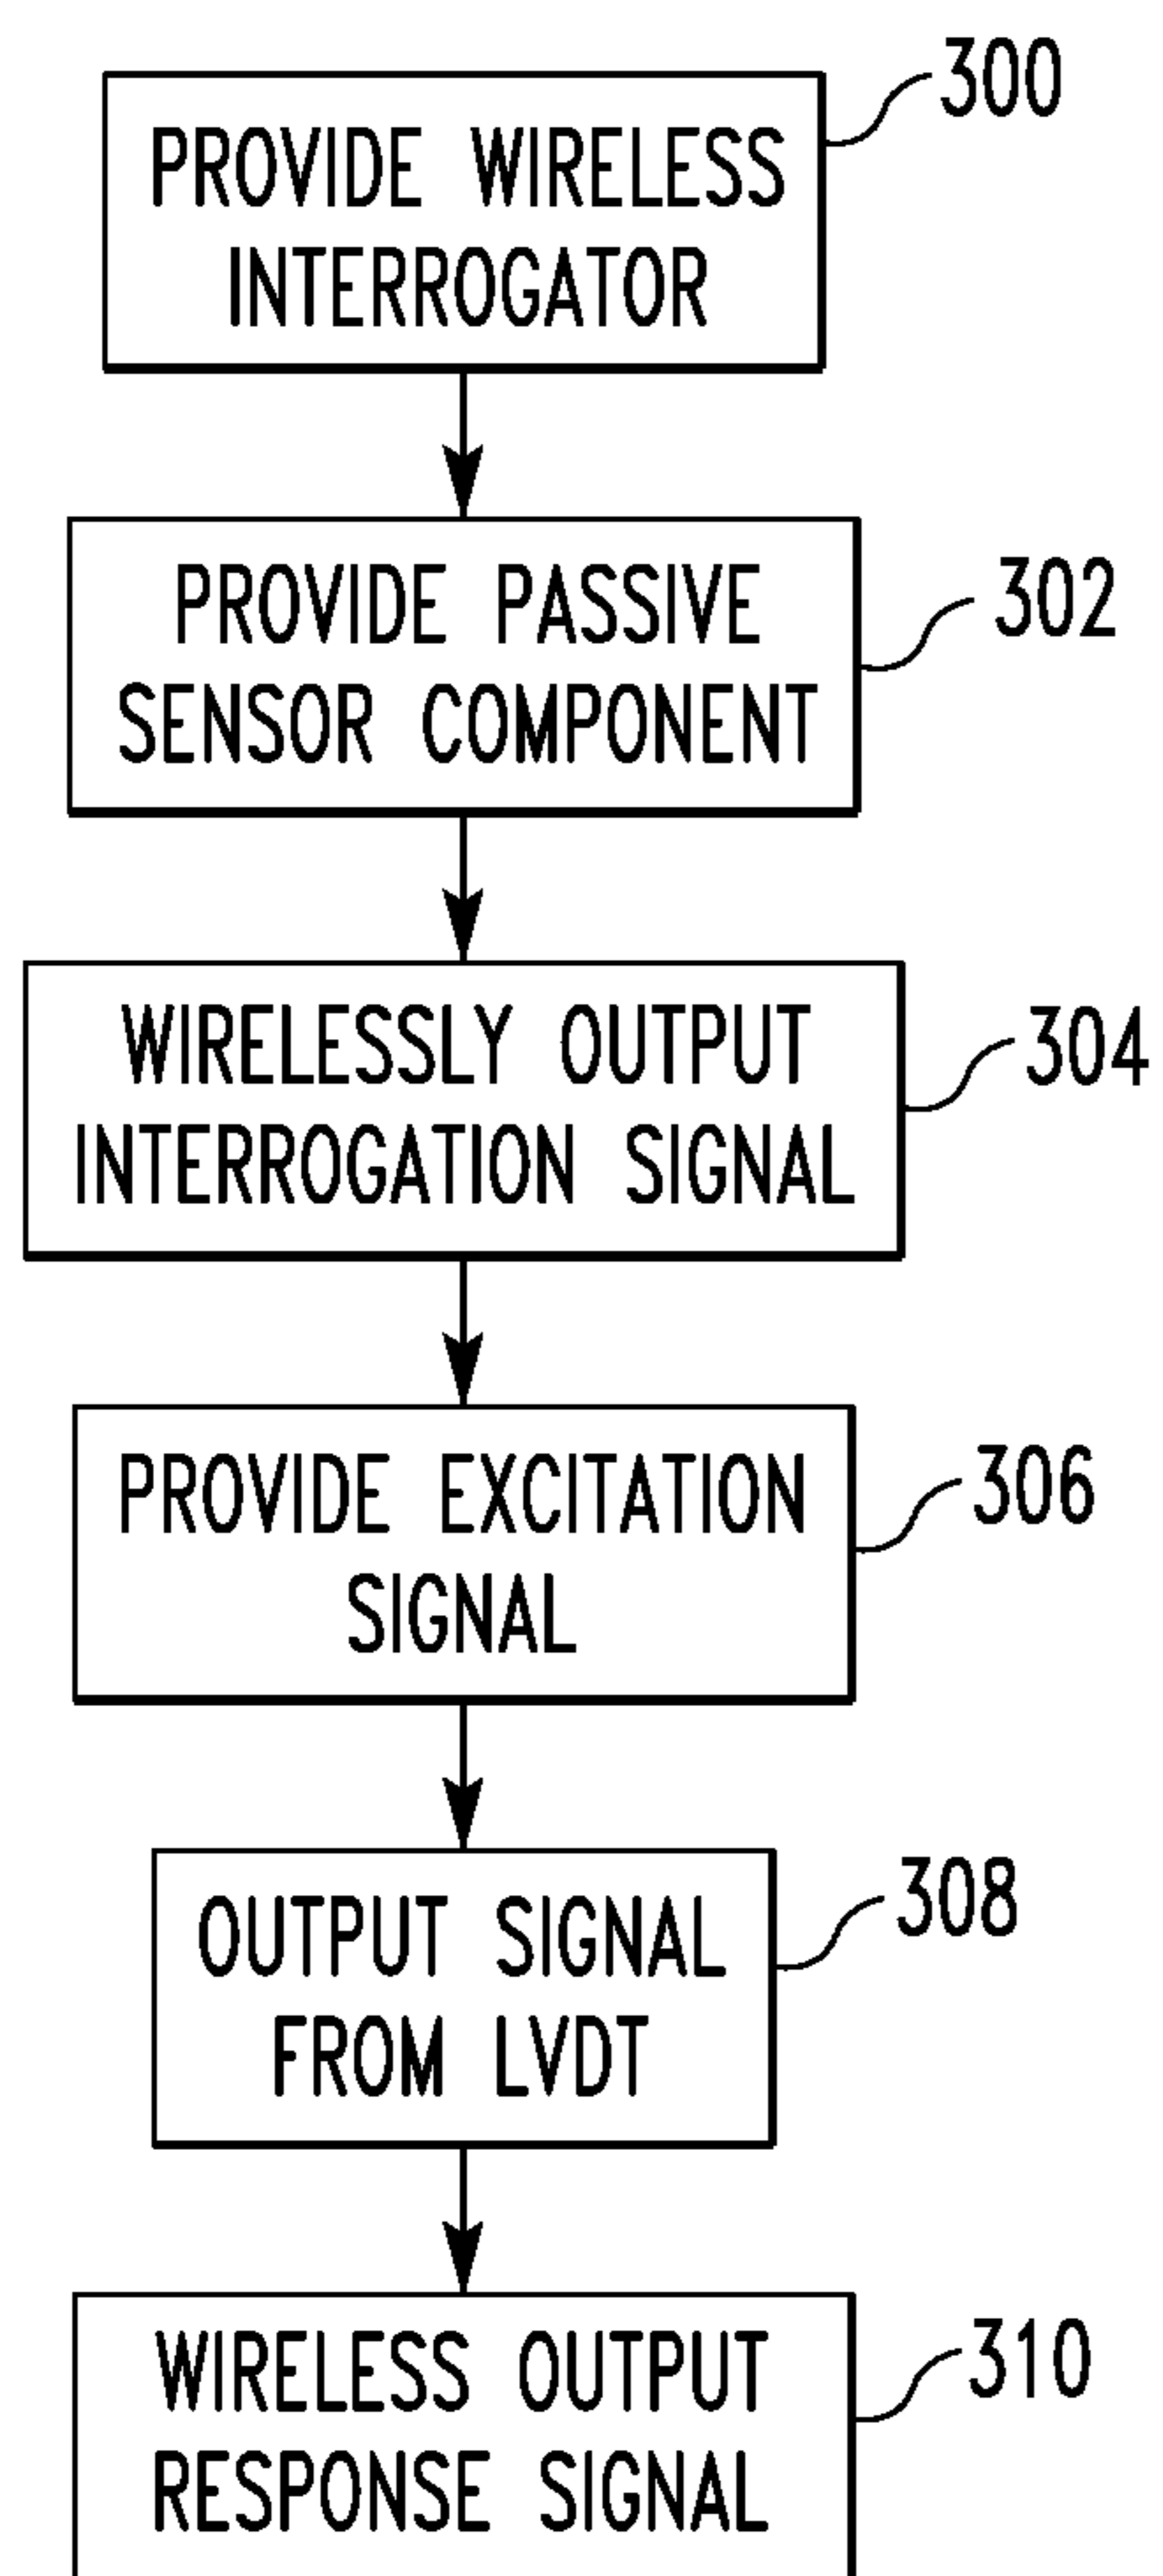 300
PROVIDE WIRELESS
INTERROGATOR
302
PROVIDE PASSIVE
SENSOR COMPONENT
304
WIRELESSLY OUTPUT
INTERROGATION SIGNAL
306
PROVIDE EXCITATION
SIGNAL
308
OUTPUT SIGNAL
FROM LVDT
310
WIRELESS OUTPUT
RESPONSE SIGNAL